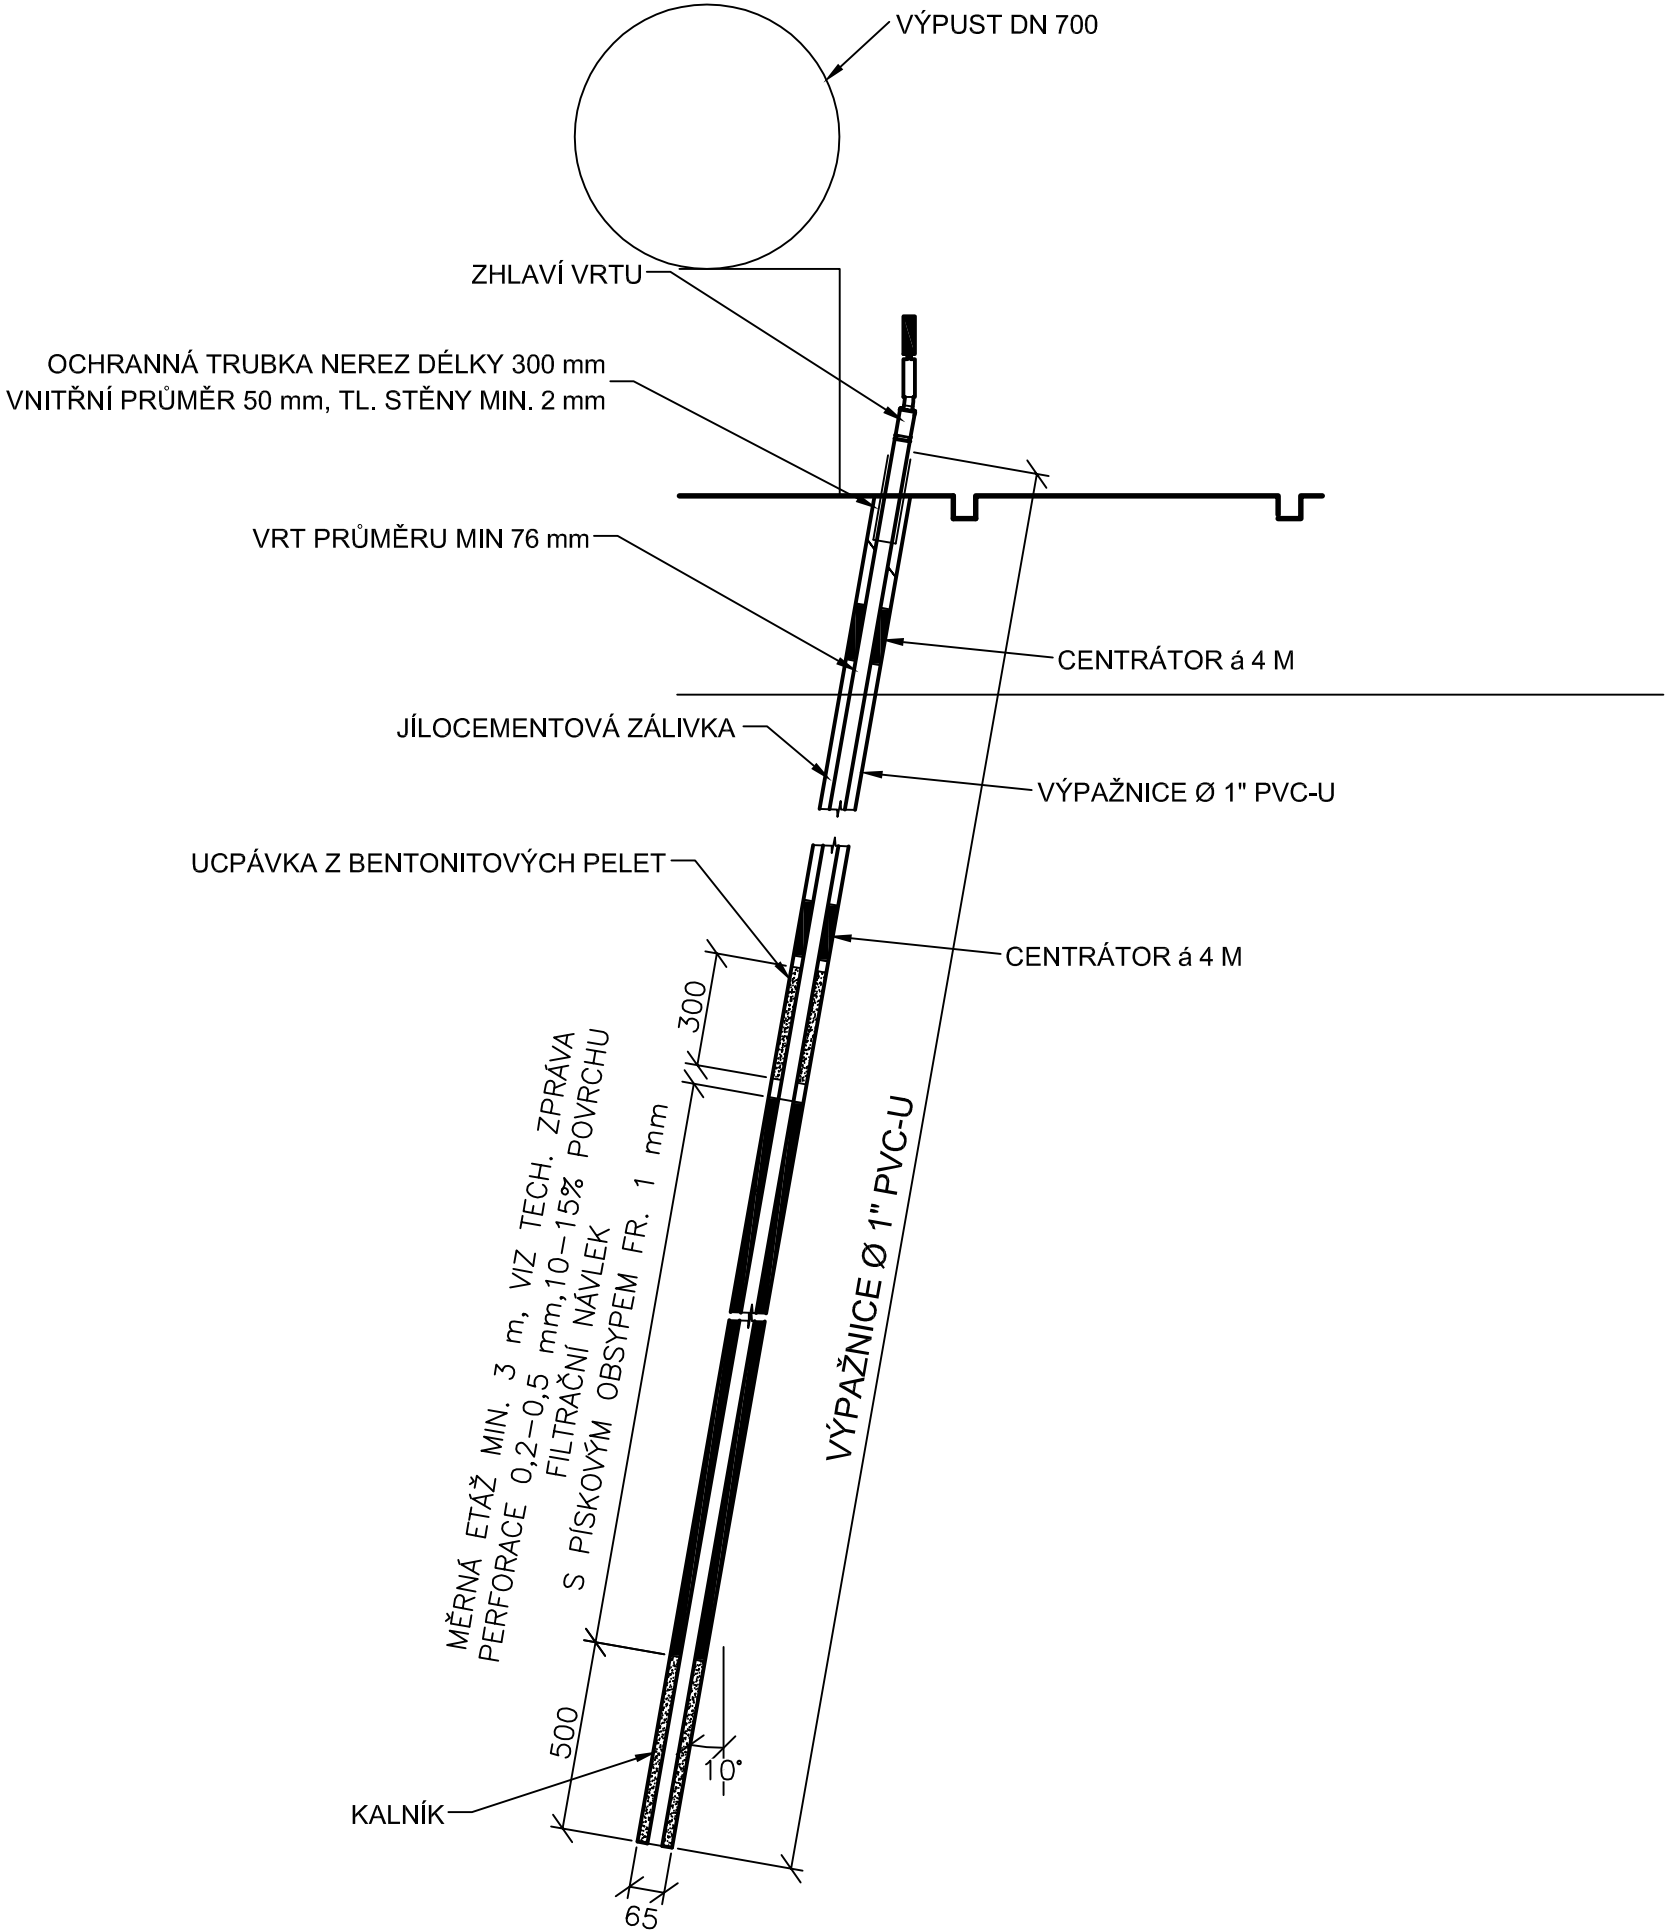 VÝPUST DN 700
ZHLAVÍ VRTU
OCHRANNÁ TRUBKA NEREZ DÉLKY 300 mm
VNITŘNÍ PRŮMĚR 50 mm, TL. STĚNY MIN. 2 mm
VRT PRŮMĚRU MIN 76 mm
CENTRÁTOR á 4 M
JÍLOCEMENTOVÁ ZÁLIVKA
VÝPAŽNICE Ø 1" PVC-U
UCPÁVKA Z BENTONITOVÝCH PELET
CENTRÁTOR á 4 M
300
MĚRNÁ ETÁŽ MIN. 3 m, VIZ TECH. ZPRÁVA
PERFORACE 0,2-0,5 mm,10-15% POVRCHU
FILTRAČNÍ NÁVLEK
S PÍSKOVÝM OBSYPEM FR. 1 mm
VÝPAŽNICE Ø 1" PVC-U
500
10°
KALNÍK
65